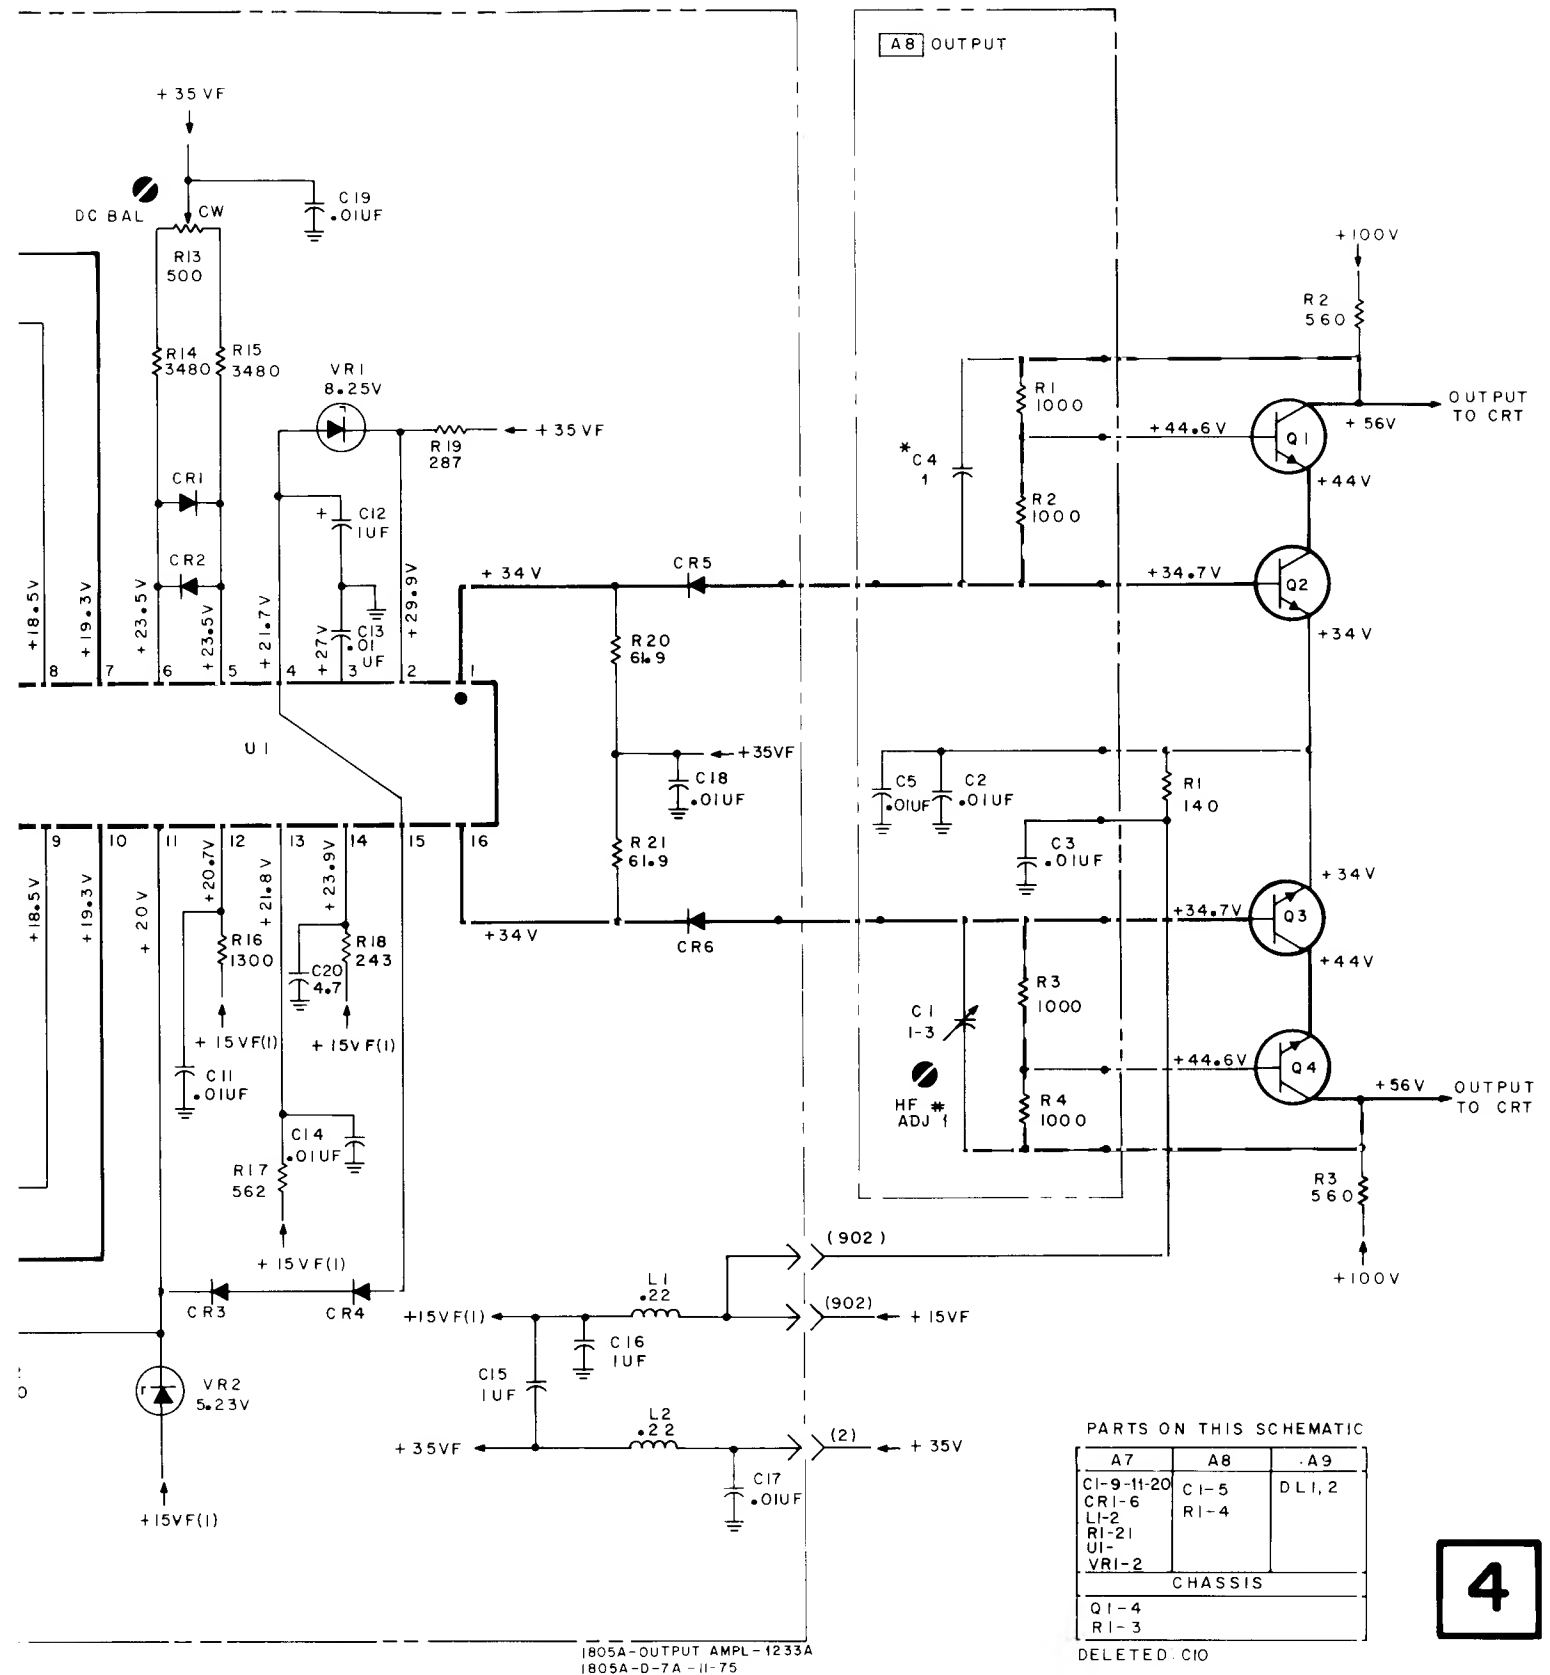 A8 OUTPUT
+35VF
C19
.01UF
DC BAL
CW
R13
500
+100V
R2
560
R14
3480
R15
3480
VR1
8.25V
R19
287
+35VF
R1
1000
OUTPUT
TO CRT
+56V
+44.6V
Q1
+44V
*C4
1
R2
1000
CR1
C12
+
1UF
CR2
+34V
CR5
+34.7V
Q2
+34V
+18.5V
+19.3V
+23.5V
+23.5V
+21.7V
+27V
C13
.01
UF
+29.9V
R20
61.9
8
7
6
5
4
3
2
1
U1
+35VF
C18
.01UF
C5
.01UF
C2
.01UF
R1
140
9
10
11
12
13
14
15
16
R21
61.9
C3
.01UF
+18.5V
+19.3V
+20V
+20.7V
+21.8V
+23.9V
+34V
CR6
+34V
+34.7V
Q3
+44V
R16
1300
C20
4.7
R18
243
R3
1000
C1
1-3
+15VF(1)
+15VF(1)
C11
.01UF
HF *
ADJ 1
+44.6V
Q4
R4
1000
+56V
OUTPUT
TO CRT
C14
.01UF
R17
562
R3
560
+15VF(1)
+100V
CR3
CR4
(902)
L1
.22
(902)
+15VF(1)
+15VF
C16
1UF
C15
1UF
VR2
5.23V
L2
.22
(2)
+35VF
+35V
C17
.01UF
+15VF(1)
PARTS ON THIS SCHEMATIC
A7 A8 A9
C1-9-11-20 C1-5 DL1,2
CR1-6 R1-4
L1-2
R1-21
U1-
VR1-2
CHASSIS
Q1-4
R1-3
DELETED: C10
4
1805A-OUTPUT AMPL-1233A
1805A-D-7A-11-75